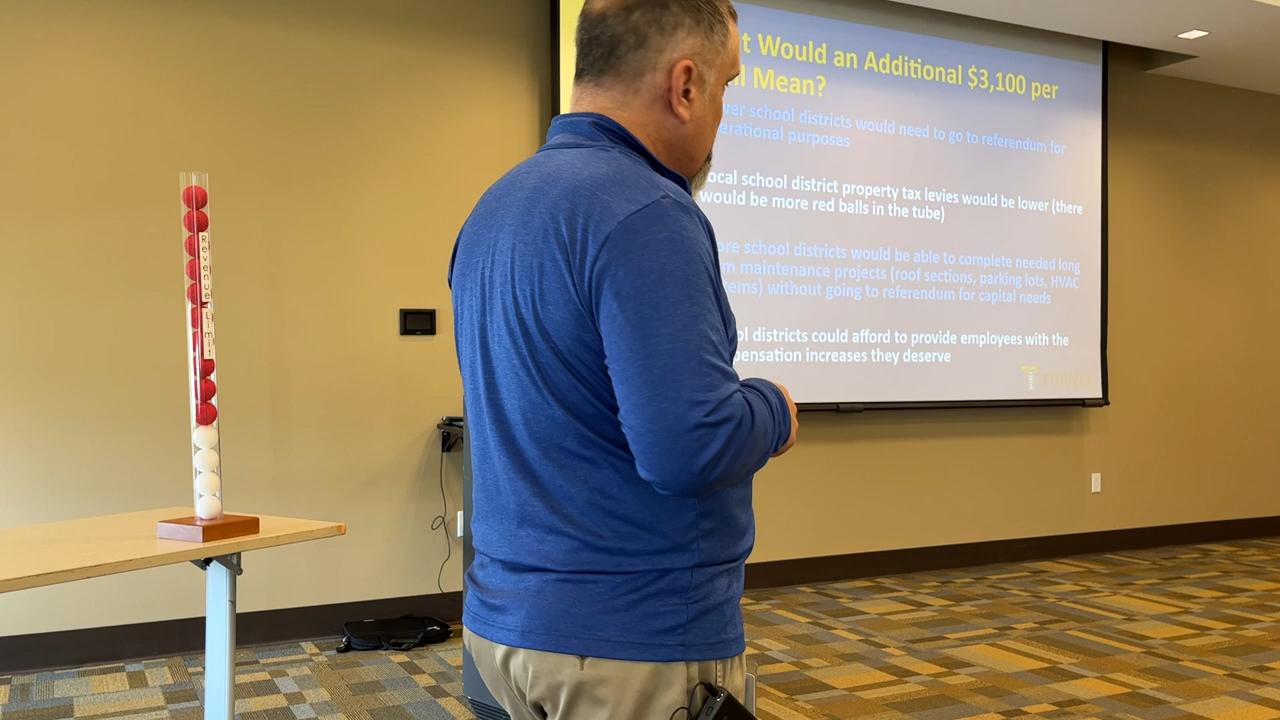 t Would an Additional $3,100 per
Mean?
school districts would need to go to referendum for
erational purposes
ocal school district property tax levies would be lower (there
would be more red balls in the tube)
ore school districts would be able to complete needed long
m maintenance projects (roof sections, parking lots, HVAC
ems) without going to referendum for capital needs
ol districts could afford to provide employees with the
pensation increases they deserve
Revenue Limit